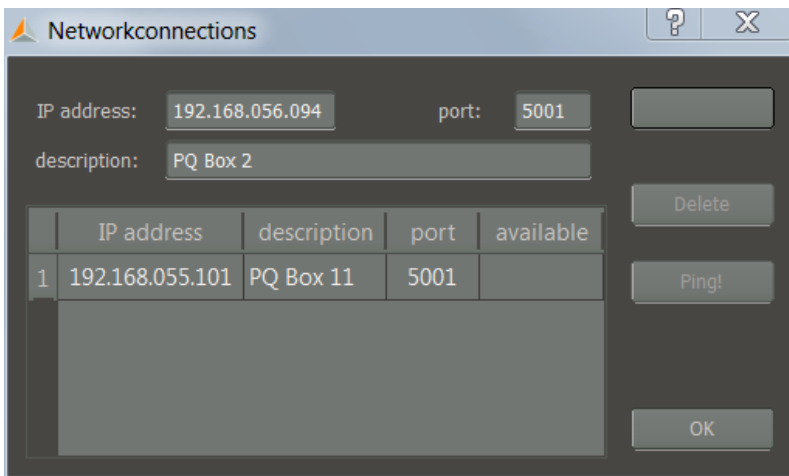 Networkconnections
IP address: 192.168.056.094 port: 5001
description: PQ Box 2
Delete
IP address description port available
1 192.168.055.101 PQ Box 11 5001
Ping!
OK